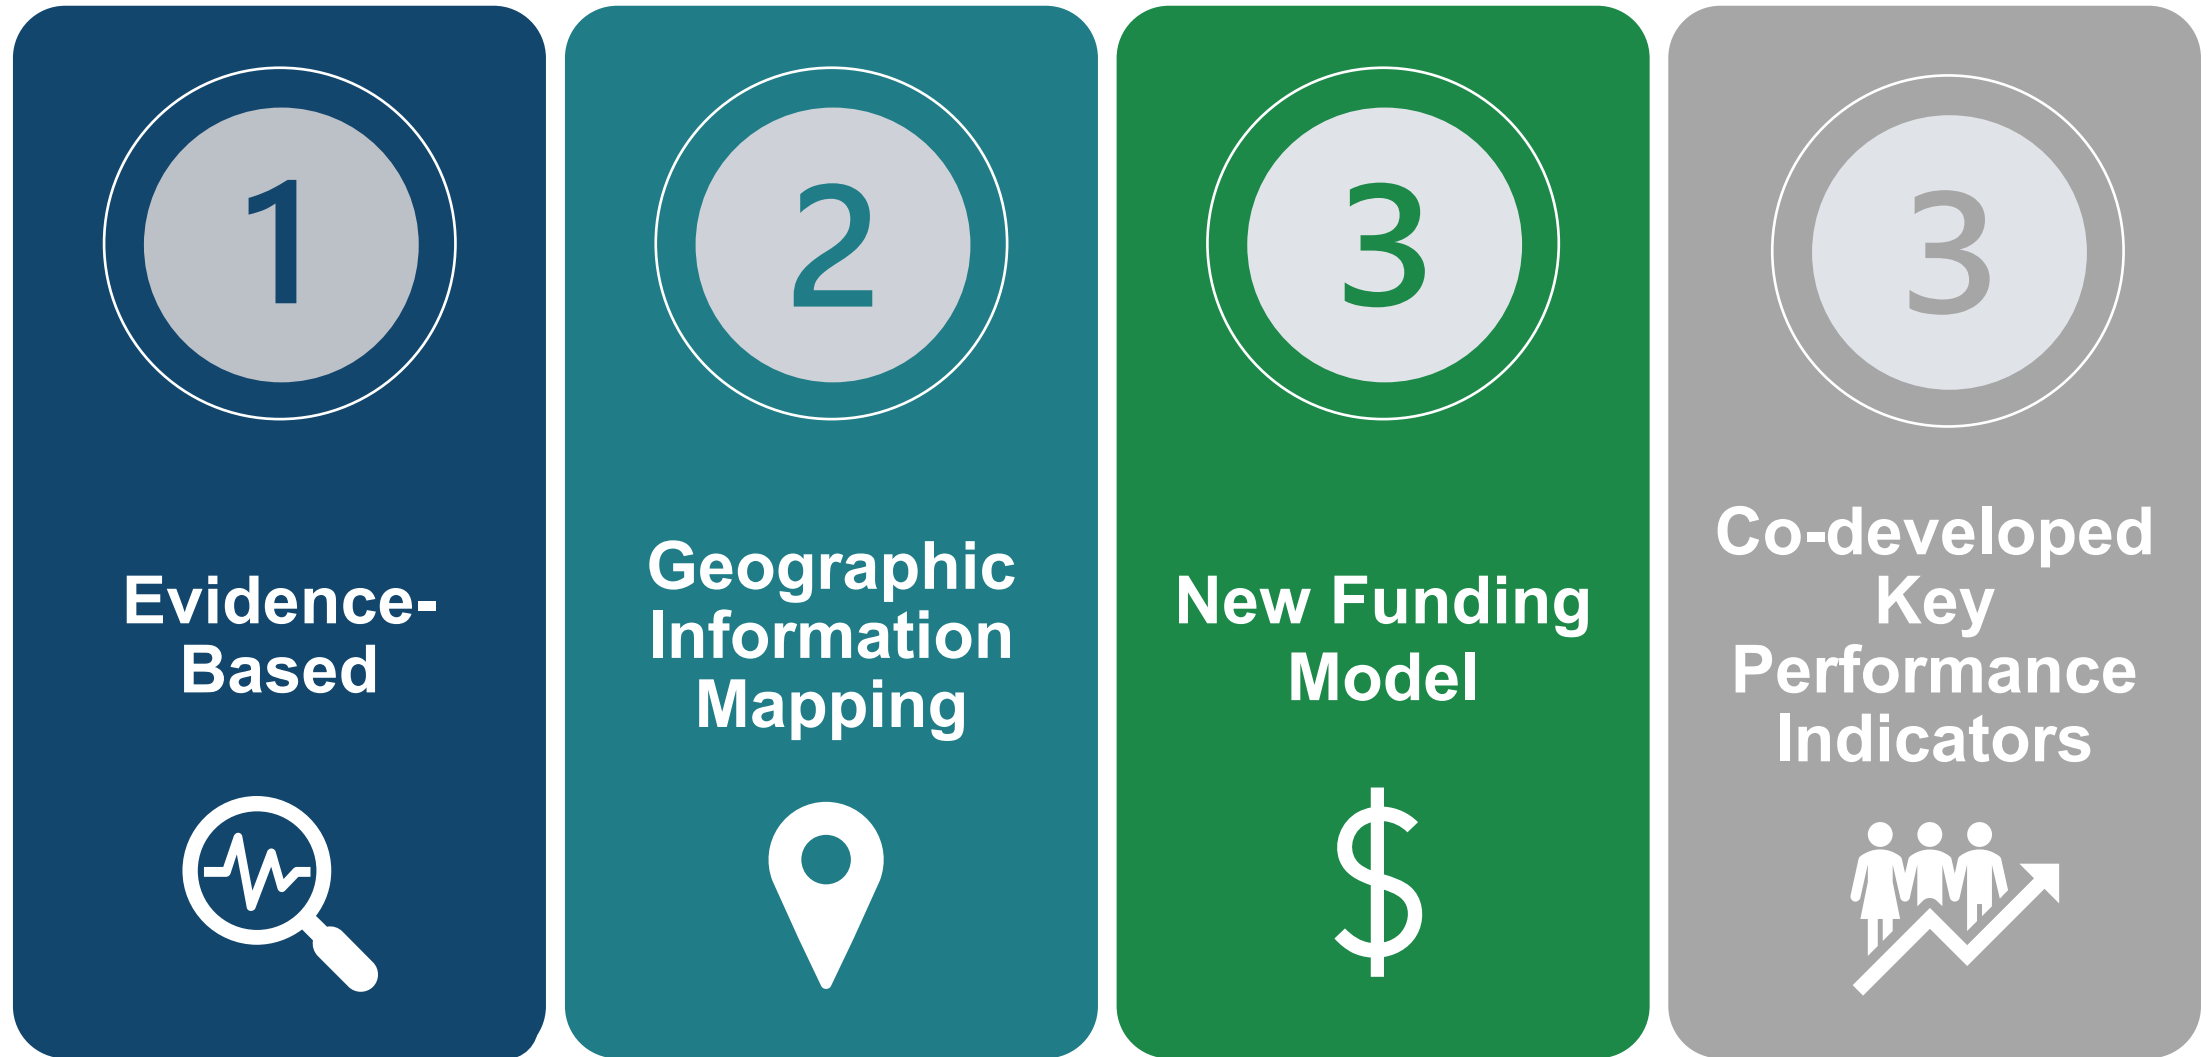 1
Evidence-
Based
2
Geographic
Information
Mapping
3
New Funding
Model
3
Co-developed
Key
Performance
Indicators